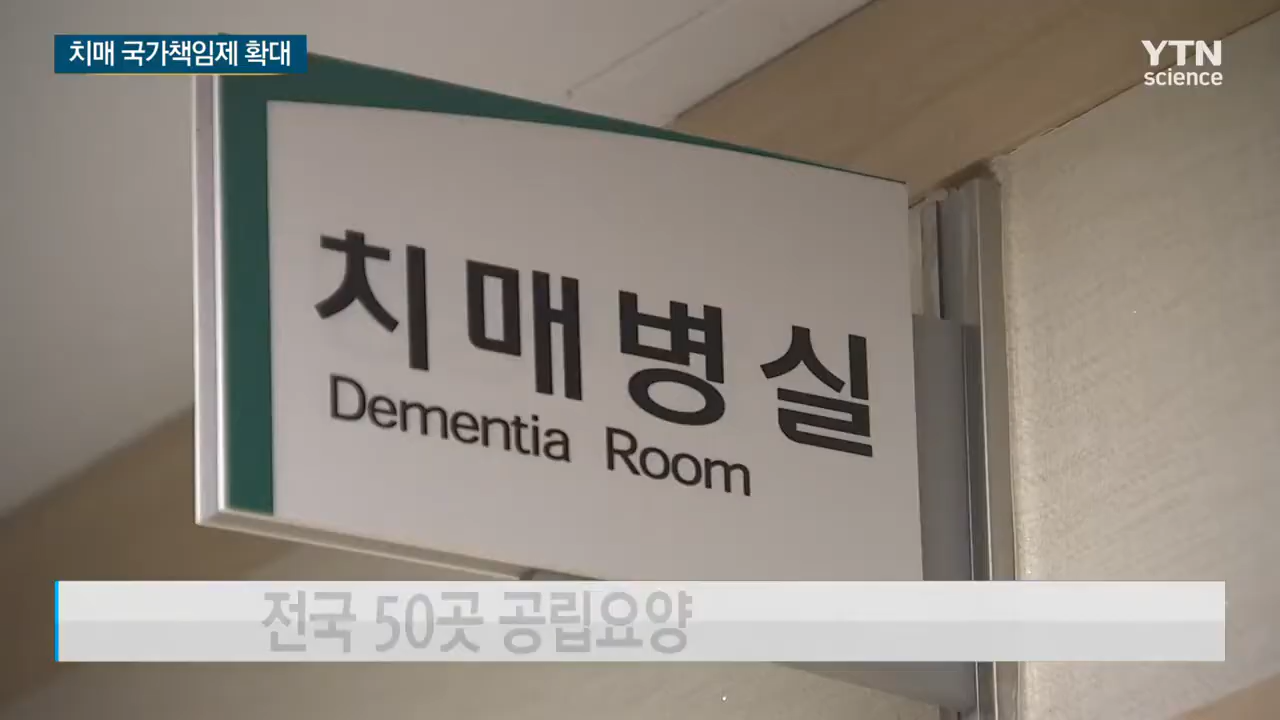 치매 국가책임제 확대
YTN
science
치매병실
Dementia Room
전국 50곳 공립요양